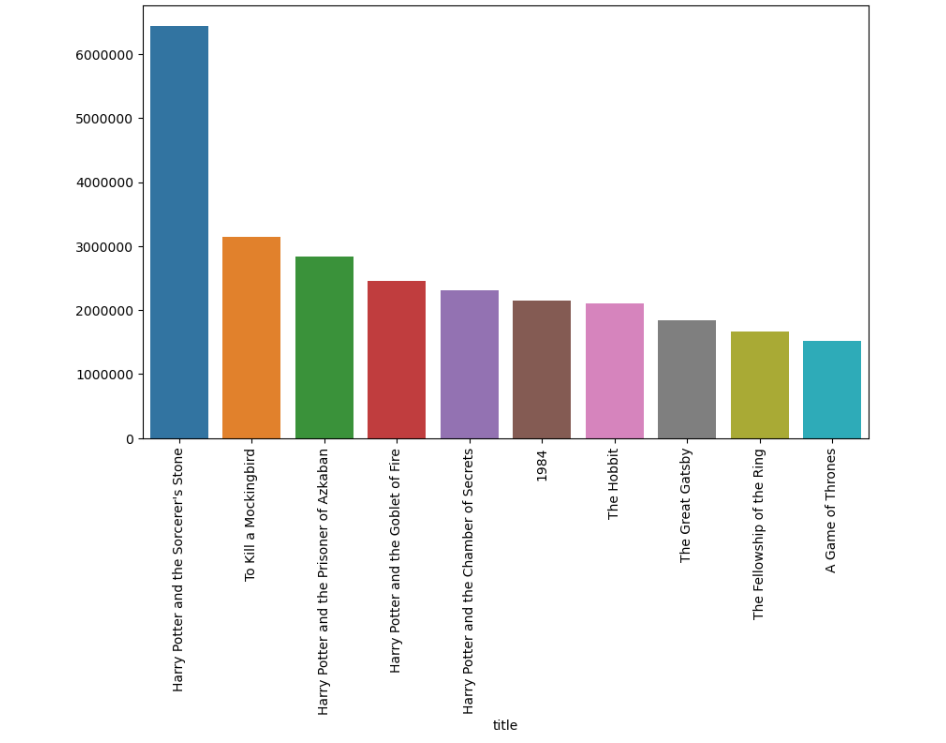 6000000
5000000
4000000
3000000
2000000
1000000
0
Harry Potter and the Sorcerer's Stone
To Kill a Mockingbird
Harry Potter and the Prisoner of Azkaban
Harry Potter and the Goblet of Fire
Harry Potter and the Chamber of Secrets
1984
The Hobbit
The Great Gatsby
The Fellowship of the Ring
A Game of Thrones
title